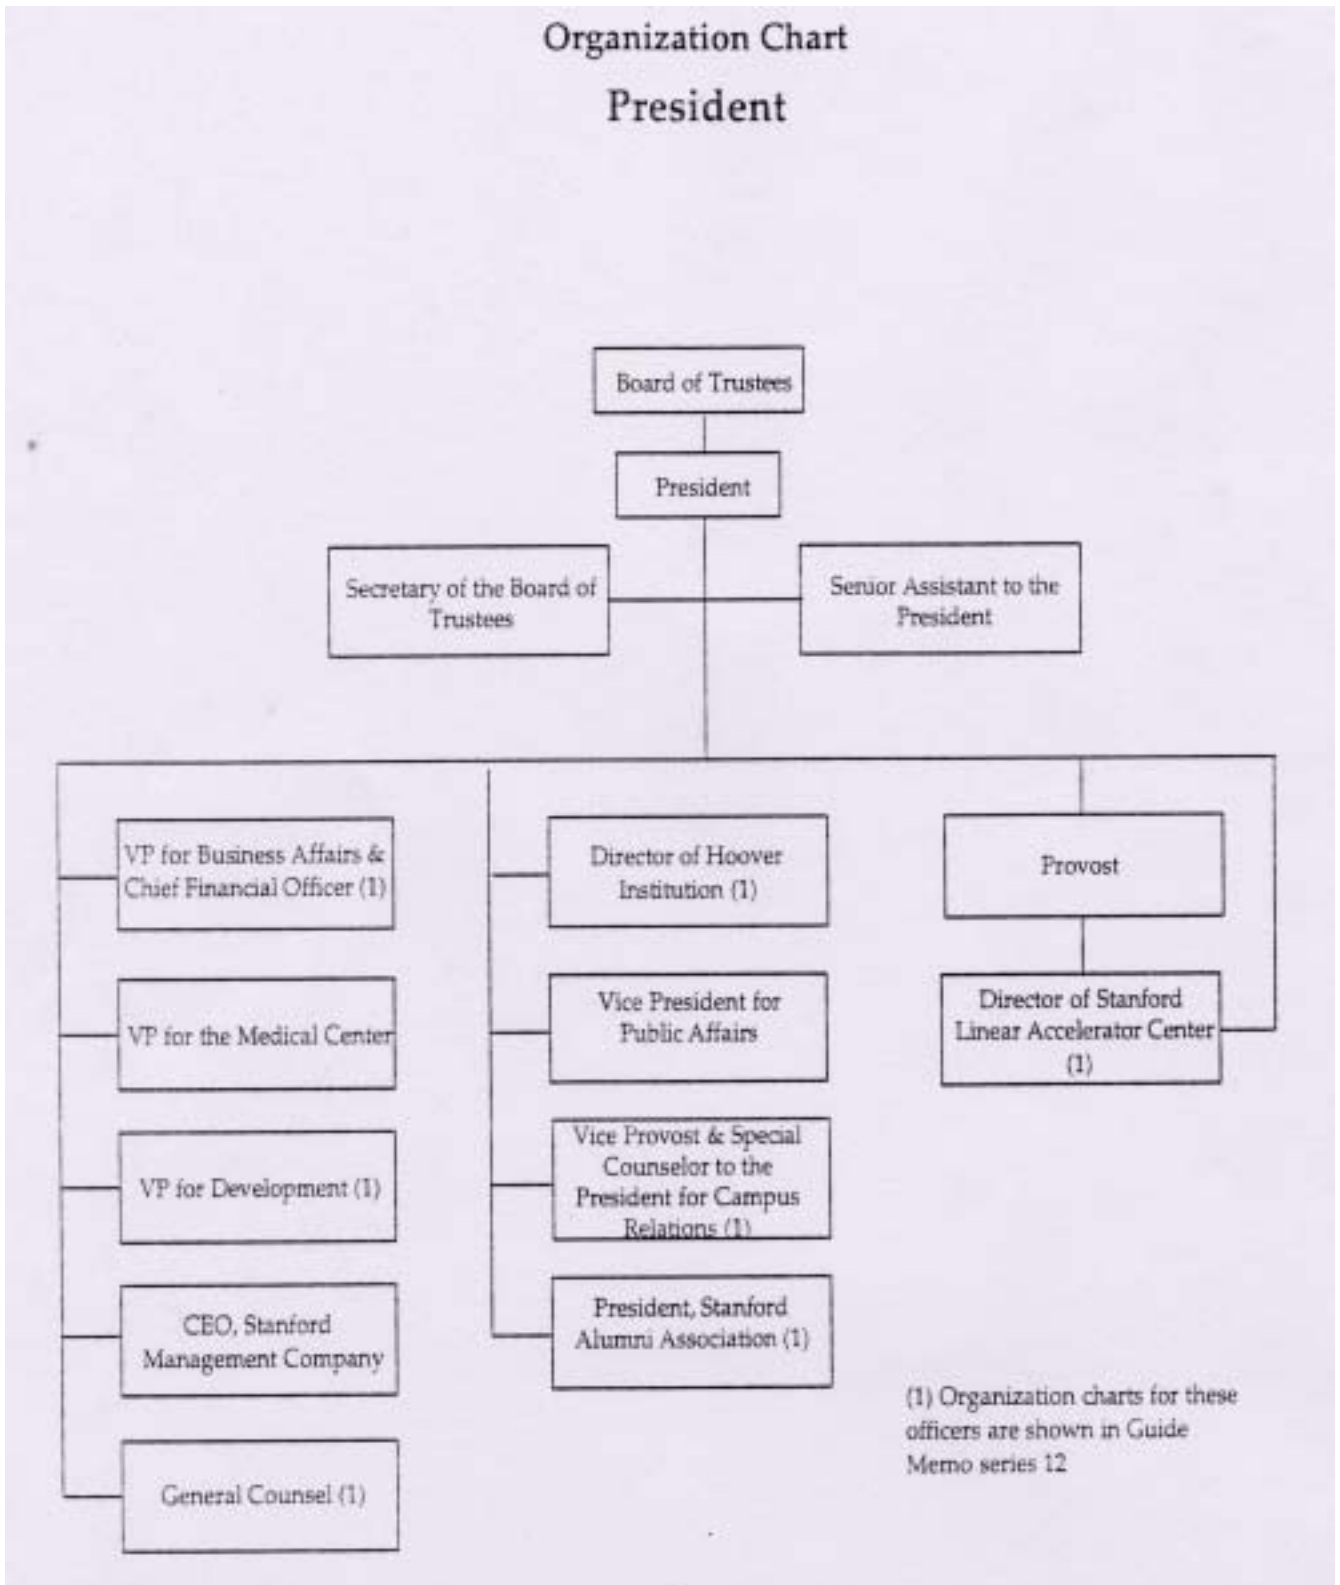 Organization Chart
President
Board of Trustees
President
Secretary of the Board of
Trustees
Senior Assistant to the
President
VP for Business Affairs &
Chief Financial Officer (1)
VP for the Medical Center
VP for Development (1)
CEO, Stanford
Management Company
General Counsel (1)
Director of Hoover
Institution (1)
Vice President for
Public Affairs
Vice Provost & Special
Counselor to the
President for Campus
Relations (1)
President, Stanford
Alumni Association (1)
Provost
Director of Stanford
Linear Accelerator Center
(1)
(1) Organization charts for these
officers are shown in Guide
Memo series 12